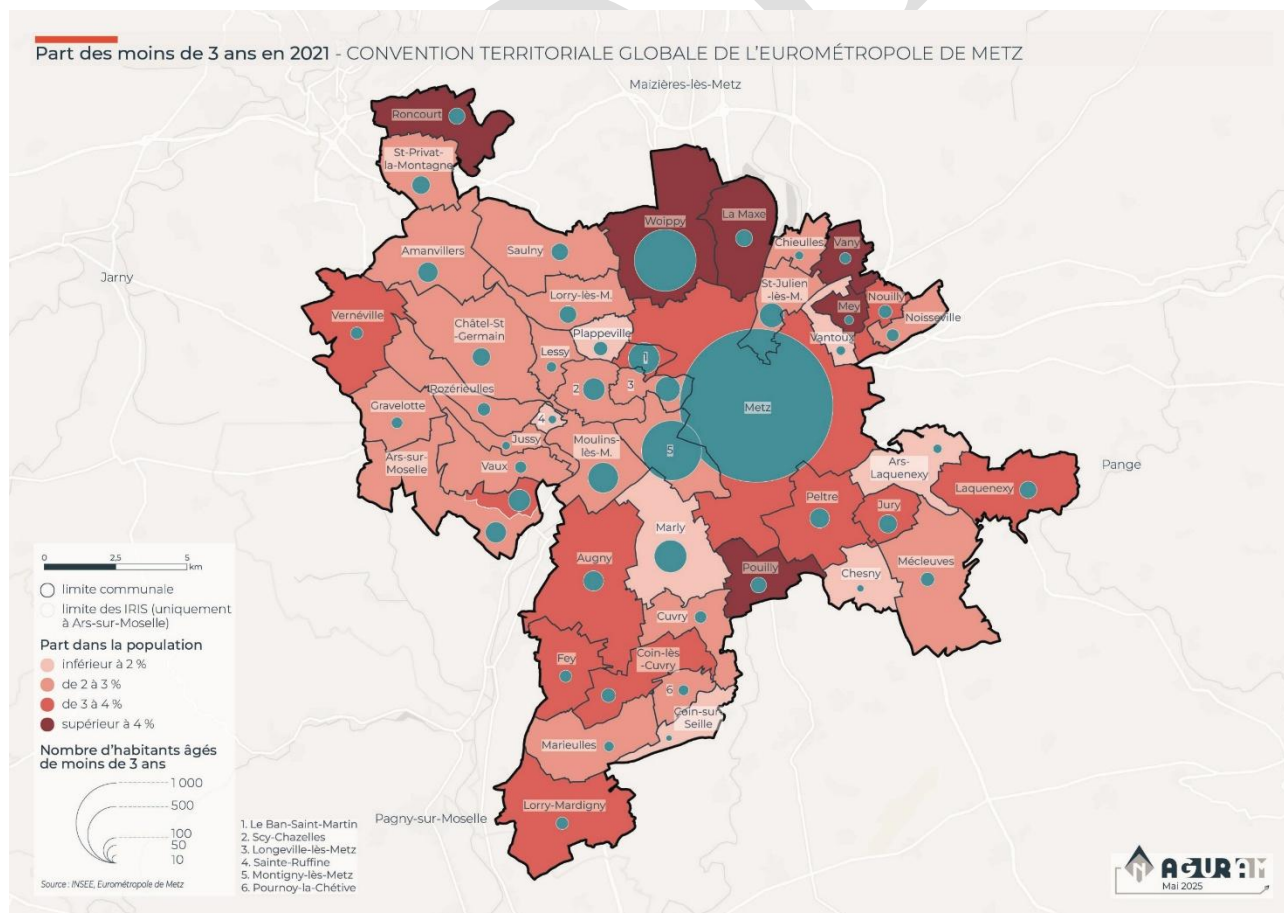 Part des moins de 3 ans en 2021 - CONVENTION TERRITORIALE GLOBALE DE L'EUROMÉTROPOLE DE METZ
Maizières-lès-Metz
Roncourt
St-Privat-
la-Montagne
Woippy
La Maxe
Chieulles
Vany
Amanvillers
Saulny
Jarny
St-Julien
-lès-M.
Mey
Nouilly
Noisseville
Lorry-lès-M.
Vernéville
Châtel-St
-Germain
Plappeville
Vantoux
Lessy
1
2
3
Rozérieulles
Gravelotte
Metz
4
Jussy
Moulins-
lès-M.
5
Ars-sur-
Moselle
Vaux
Ars-
Laquenexy
Pange
Laquenexy
Peltre
Jury
Marly
Augny
Pouilly
Chesny
Mécleuves
Cuvry
Coin-lès
-Cuvry
Fey
6
Coin-sur
Seille
Marieulles
Lorry-Mardigny
Pagny-sur-Moselle
0
2.5
5
km
limite communale
limite des IRIS (uniquement
à Ars-sur-Moselle)
Part dans la population
inférieur à 2 %
de 2 à 3 %
de 3 à 4 %
supérieur à 4 %
Nombre d'habitants âgés
de moins de 3 ans
1 000
500
100
50
10
Source : INSEE, Eurométropole de Metz
1. Le Ban-Saint-Martin
2. Scy-Chazelles
3. Longeville-lès-Metz
4. Sainte-Ruffine
5. Montigny-lès-Metz
6. Pournoy-la-Chétive
N
AGURAM
Mai 2025